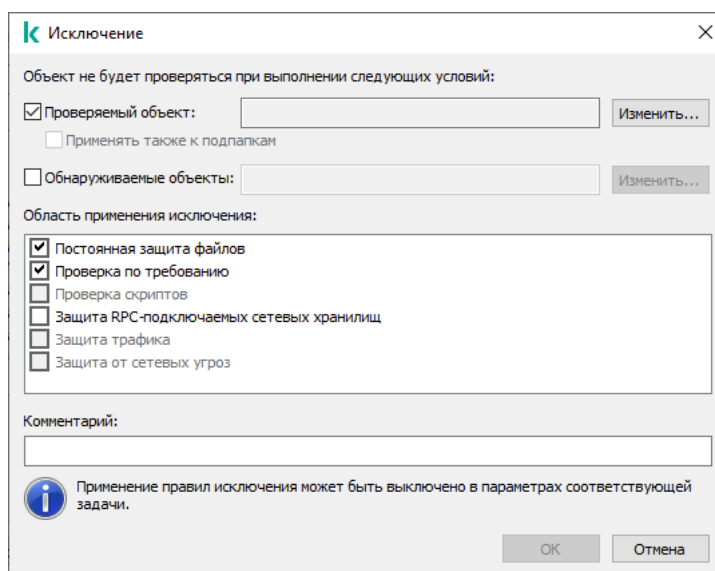 Исключение
Объект не будет проверяться при выполнении следующих условий:
Проверяемый объект:
Изменить...
Применять также к подпапкам
Обнаруживаемые объекты:
Изменить...
Область применения исключения:
Постоянная защита файлов
Проверка по требованию
Проверка скриптов
Защита RPC-подключаемых сетевых хранилищ
Защита трафика
Защита от сетевых угроз
Комментарий:
Применение правил исключения может быть выключено в параметрах соответствующей
задачи.
ОК
Отмена